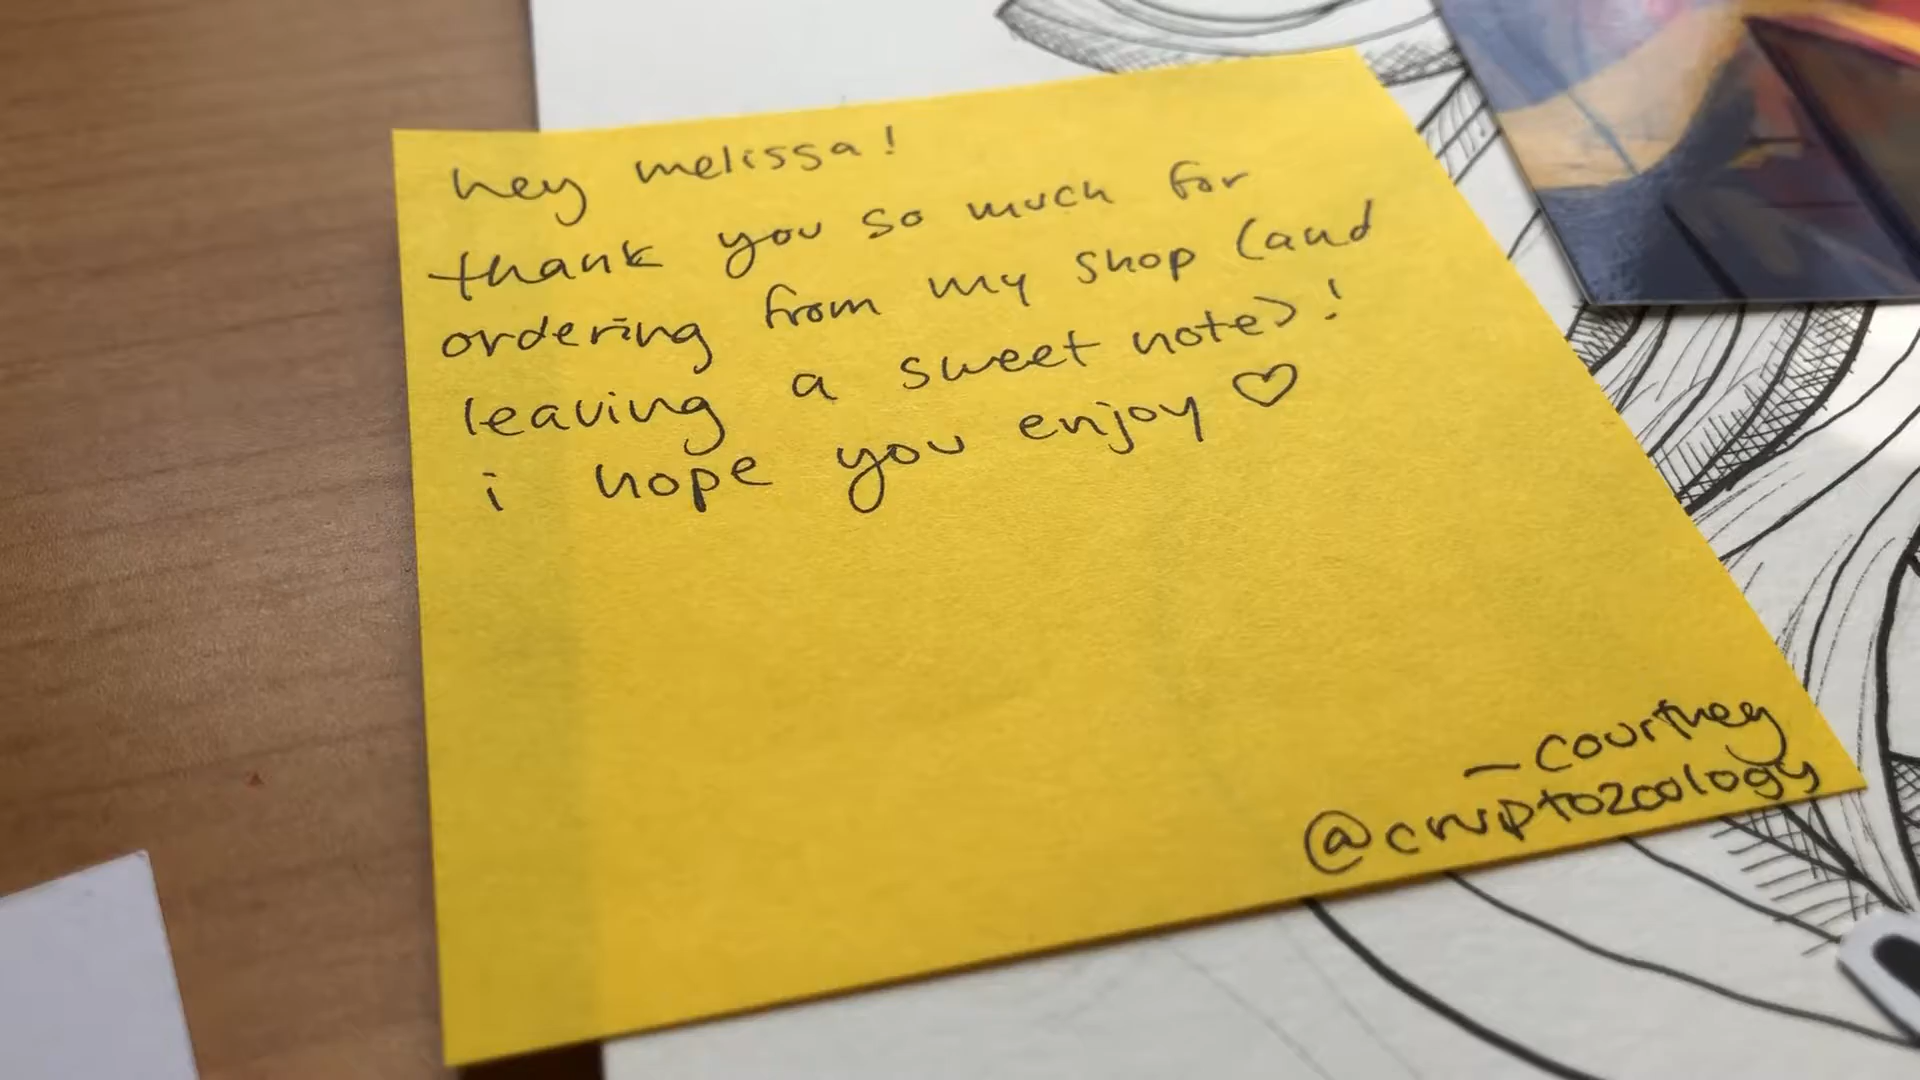 hey melissa!
thank you so much for
ordering from my shop (and
leaving a sweet note)!
i hope you enjoy ♡
—courtney
@cryptozoology